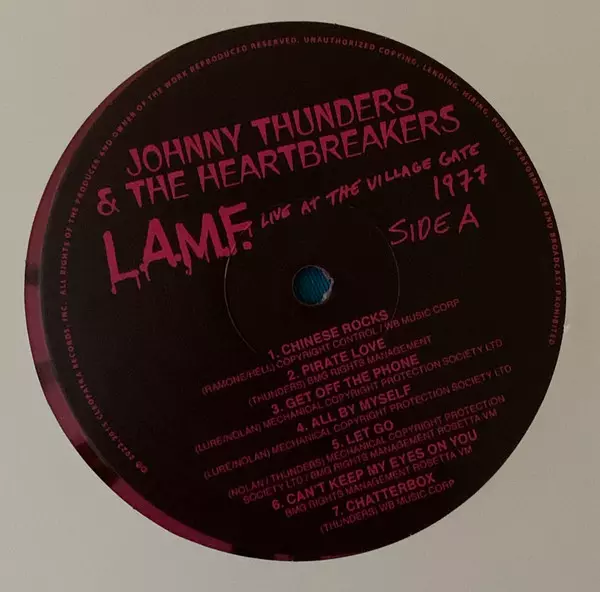 ALL RIGHTS OF THE PRODUCER AND OWNER OF THE WORK REPRODUCED RESERVED. UNAUTHORIZED COPYING, LENDING, HIRING, PUBLIC PERFORMANCE AND BROADCAST PROHIBITED
JOHNNY THUNDERS
& THE HEARTBREAKERS
L.A.M.F. LIVE AT THE VILLAGE GATE
1977
SIDE A
1. CHINESE ROCKS
(RAMONE/HELL) COPYRIGHT CONTROL / WB MUSIC CORP
2. PIRATE LOVE
(THUNDERS) BMG RIGHTS MANAGEMENT
3. GET OFF THE PHONE
(LURE/NOLAN) MECHANICAL COPYRIGHT PROTECTION SOCIETY LTD
4. ALL BY MYSELF
(LURE/NOLAN) MECHANICAL COPYRIGHT PROTECTION SOCIETY LTD
5. LET GO
(NOLAN / THUNDERS) MECHANICAL COPYRIGHT PROTECTION
SOCIETY LTD / BMG RIGHTS MANAGEMENT ROSETTA VM
6. CAN'T KEEP MY EYES ON YOU
BMG RIGHTS MANAGEMENT ROSETTA VM
7. CHATTERBOX
(THUNDERS) WB MUSIC CORP
CLEOPATRA RECORDS, INC.